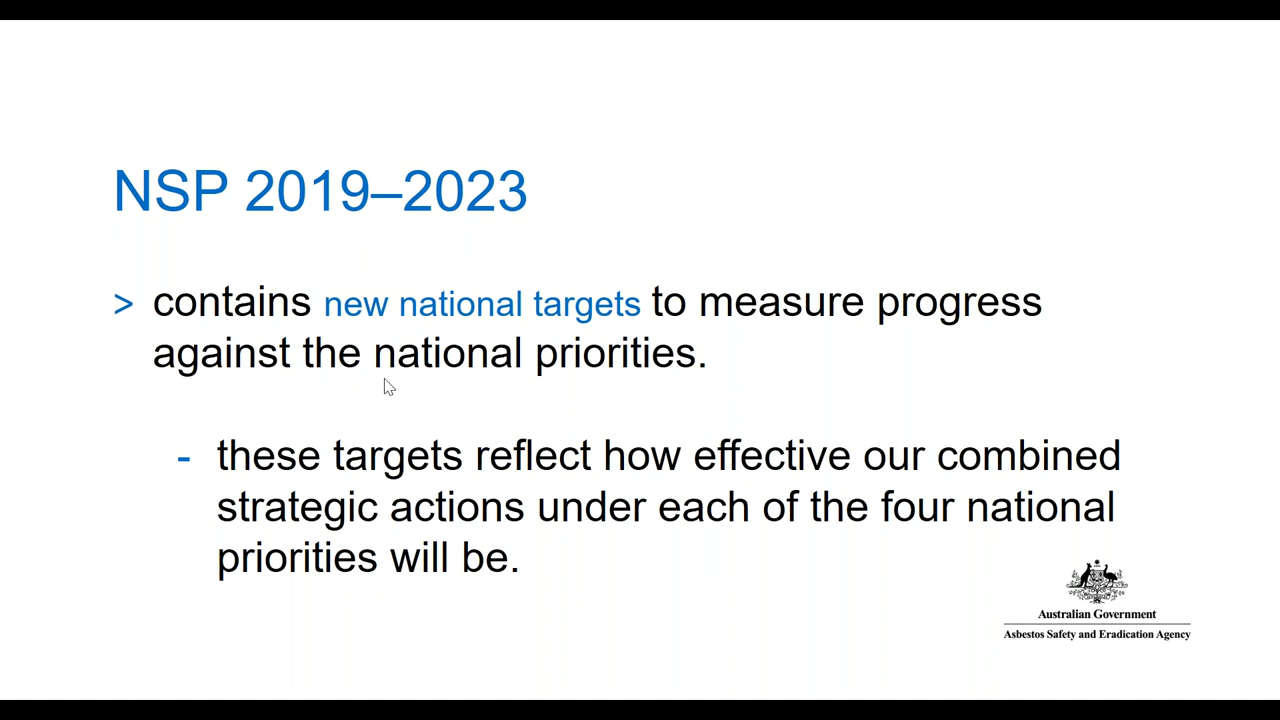 NSP 2019–2023
> contains new national targets to measure progress
against the national priorities.
- these targets reflect how effective our combined
strategic actions under each of the four national
priorities will be.
Australian Government
Asbestos Safety and Eradication Agency